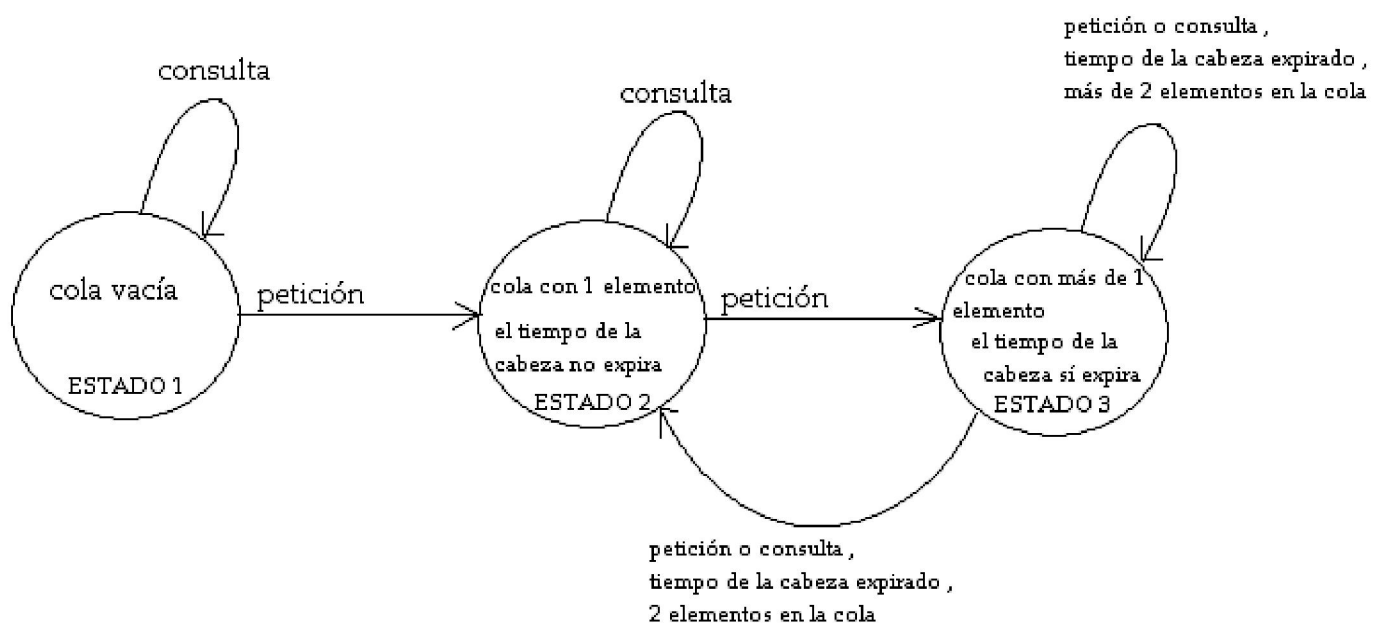 petición o consulta ,
tiempo de la cabeza expirado ,
más de 2 elementos en la cola
consulta
consulta
cola vacía
ESTADO 1
petición
cola con 1 elemento
el tiempo de la
cabeza no expira
ESTADO 2
petición
cola con más de 1
elemento
el tiempo de la
cabeza sí expira
ESTADO 3
petición o consulta ,
tiempo de la cabeza expirado ,
2 elementos en la cola